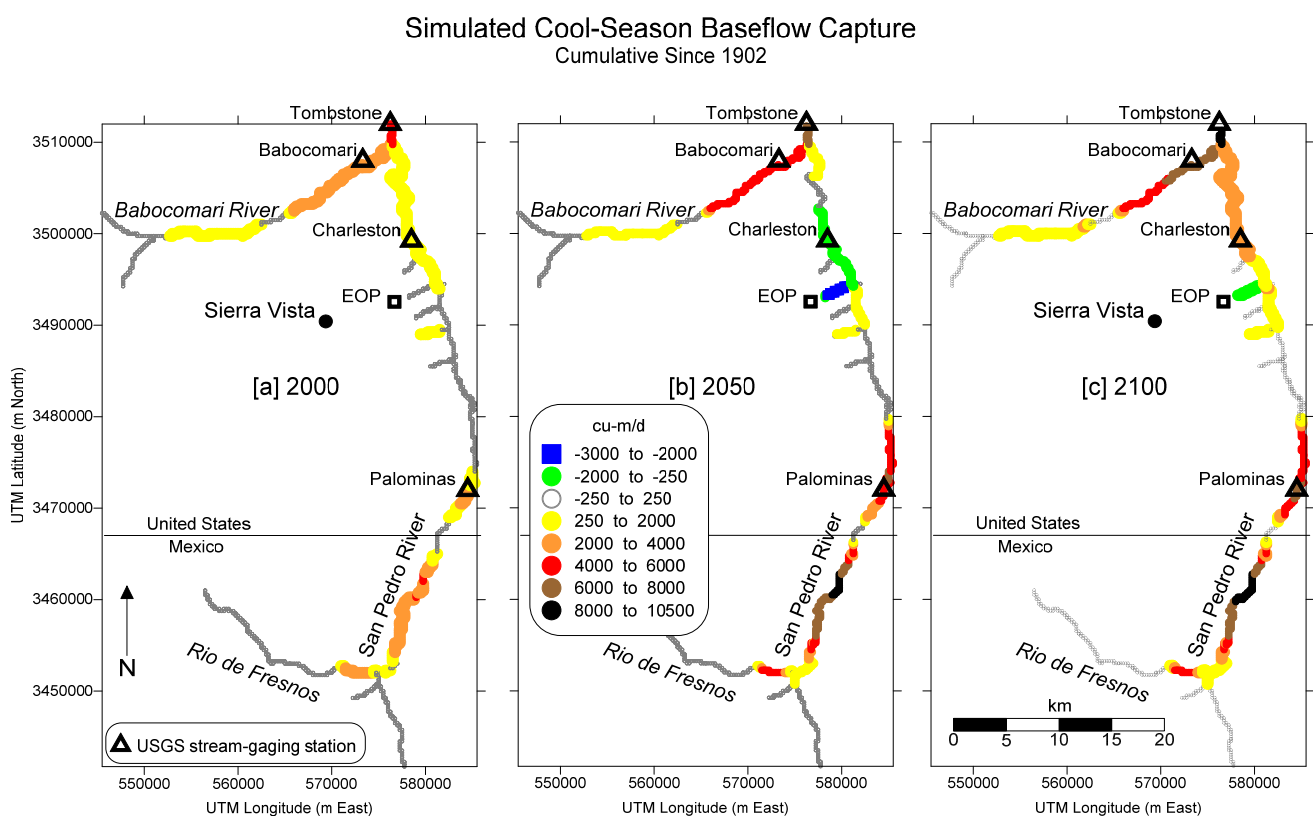 Simulated Cool-Season Baseflow Capture
Cumulative Since 1902
UTM Latitude (m North)
3510000
3500000
3490000
3480000
3470000
3460000
3450000
Tombstone
Babocomari
Babocomari River
Charleston
EOP
Sierra Vista
[a] 2000
Palominas
United States
Mexico
San Pedro River
Rio de Fresnos
N
USGS stream-gaging station
550000 560000 570000 580000
UTM Longitude (m East)
Tombstone
Babocomari
Babocomari River
Charleston
EOP
[b] 2050
cu-m/d
-3000 to -2000
-2000 to -250
-250 to 250
250 to 2000
2000 to 4000
4000 to 6000
6000 to 8000
8000 to 10500
Palominas
San Pedro River
Rio de Fresnos
550000 560000 570000 580000
UTM Longitude (m East)
Tombstone
Babocomari
Babocomari River
Charleston
EOP
Sierra Vista
[c] 2100
Palominas
United States
Mexico
San Pedro River
Rio de Fresnos
km
0 5 10 15 20
550000 560000 570000 580000
UTM Longitude (m East)